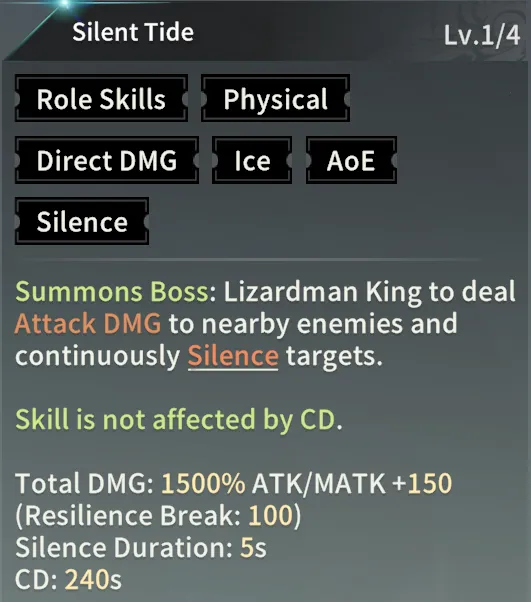 Silent Tide
Lv.1/4
Role Skills
Physical
Direct DMG
Ice
AoE
Silence
Summons Boss: Lizardman King to deal
Attack DMG to nearby enemies and
continuously Silence targets.
Skill is not affected by CD.
Total DMG: 1500% ATK/MATK +150
(Resilience Break: 100)
Silence Duration: 5s
CD: 240s